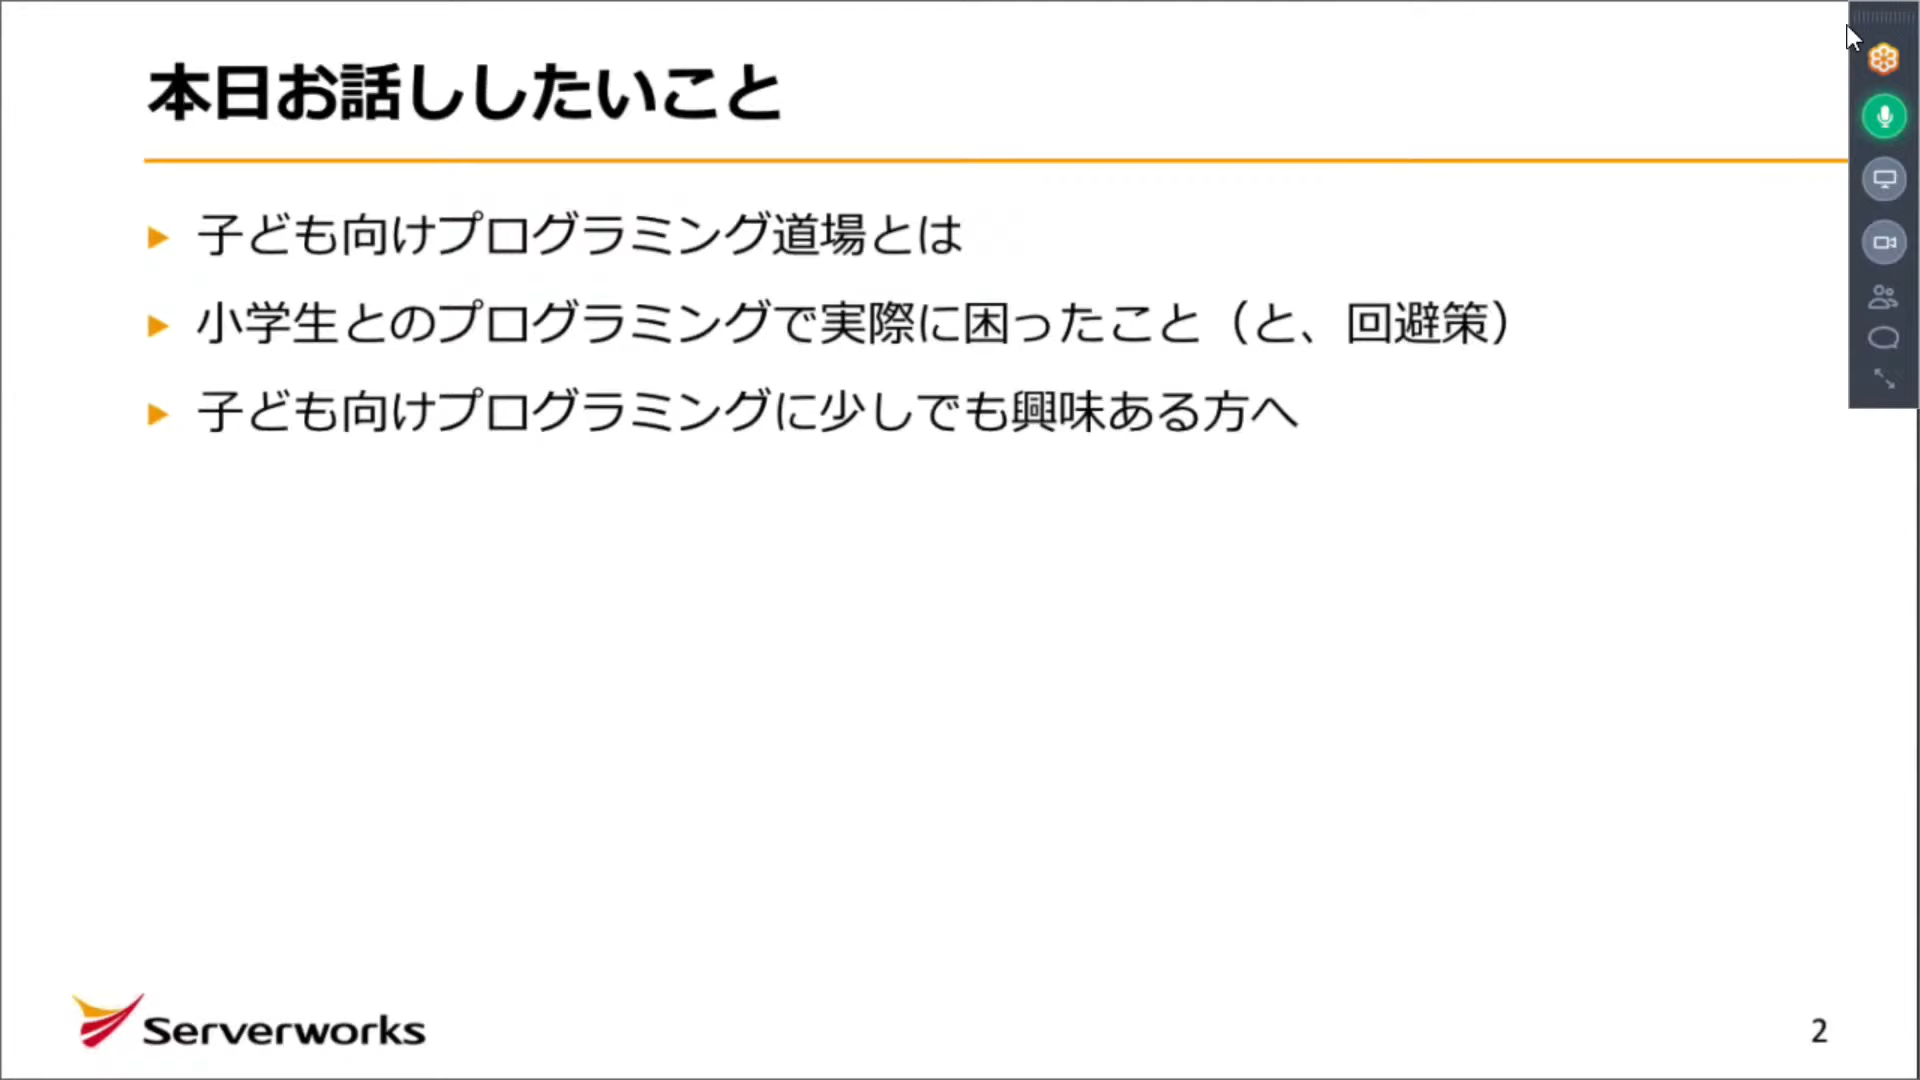 本日お話ししたいこと
子ども向けプログラミング道場とは
小学生とのプログラミングで実際に困ったこと（と、回避策）
子ども向けプログラミングに少しでも興味ある方へ
Serverworks
2